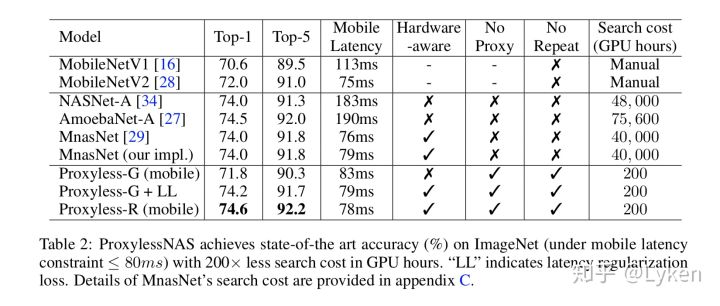 Model Top-1 Top-5 Mobile Latency Hardware -aware No Proxy No Repeat Search cost (GPU hours)
MobileNetV1 [16] 70.6 89.5 113ms - - ✗ Manual
MobileNetV2 [28] 72.0 91.0 75ms - - ✗ Manual
NASNet-A [34] 74.0 91.3 183ms ✗ ✗ ✗ 48,000
AmoebaNet-A [27] 74.5 92.0 190ms ✗ ✗ ✗ 75,600
MnasNet [29] 74.0 91.8 76ms ✓ ✗ ✗ 40,000
MnasNet (our impl.) 74.0 91.8 79ms ✓ ✗ ✗ 40,000
Proxyless-G (mobile) 71.8 90.3 83ms ✗ ✓ ✓ 200
Proxyless-G + LL 74.2 91.7 79ms ✓ ✓ ✓ 200
Proxyless-R (mobile) 74.6 92.2 78ms ✓ ✓ ✓ 200
Table 2: ProxylessNAS achieves state-of-the art accuracy (%) on ImageNet (under mobile latency
constraint ≤ 80ms) with 200× less search cost in GPU hours. “LL” indicates latency regularization
loss. Details of MnasNet’s search cost are provided in appendix C.
知乎 @Lyken